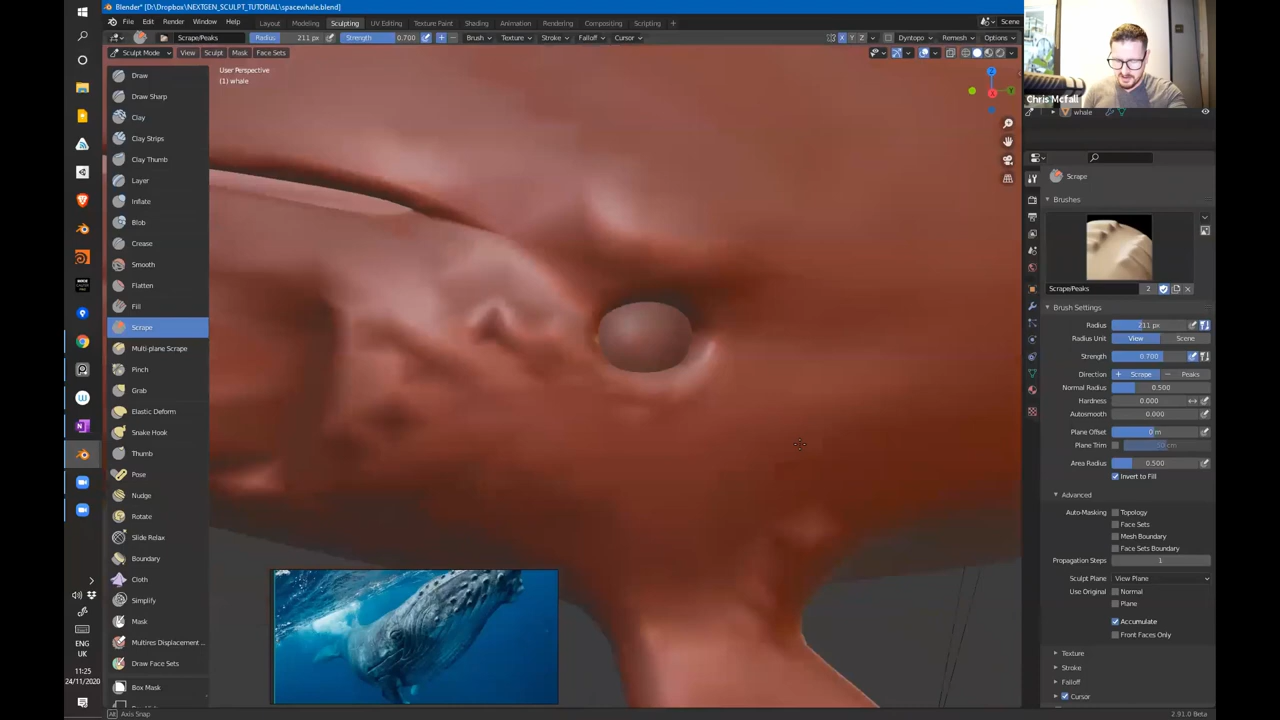 Blender* [D:\Dropbox\NEXTGEN_SCULPT_TUTORIAL\spacewhale.blend]
File Edit Render Window Help Layout Modeling Sculpting UV Editing Texture Paint Shading Animation Rendering Compositing Scripting + Scene
Scrape/Peaks Radius 211 px Strength 0.700 Brush Texture Stroke Falloff Cursor X Y Z Dyntopo Remesh Options
Sculpt Mode View Sculpt Mask Face Sets
User Perspective
(1) whale
Draw
Draw Sharp
Clay
Clay Strips
Clay Thumb
Layer
Inflate
Blob
Crease
Smooth
Flatten
Fill
Scrape
Multi-plane Scrape
Pinch
Grab
Elastic Deform
Snake Hook
Thumb
Pose
Nudge
Rotate
Slide Relax
Boundary
Cloth
Simplify
Mask
Multires Displacement ...
Draw Face Sets
Box Mask
Z
Y
X
Chris Mcfall
whale
Scrape
Brushes
Scrape/Peaks 2
Brush Settings
Radius 211 px
Radius Unit View Scene
Strength 0.700
Direction + Scrape − Peaks
Normal Radius 0.500
Hardness 0.000
Autosmooth 0.000
Plane Offset 0 m
Plane Trim
Area Radius 0.500
Invert to Fill
Advanced
Auto-Masking Topology
Face Sets
Mesh Boundary
Face Sets Boundary
Propagation Steps 1
Sculpt Plane View Plane
Use Original Normal
Plane
Accumulate
Front Faces Only
Texture
Stroke
Falloff
Cursor
ENG
UK
11:25
24/11/2020
Alt Axis Snap
2.91.0 Beta